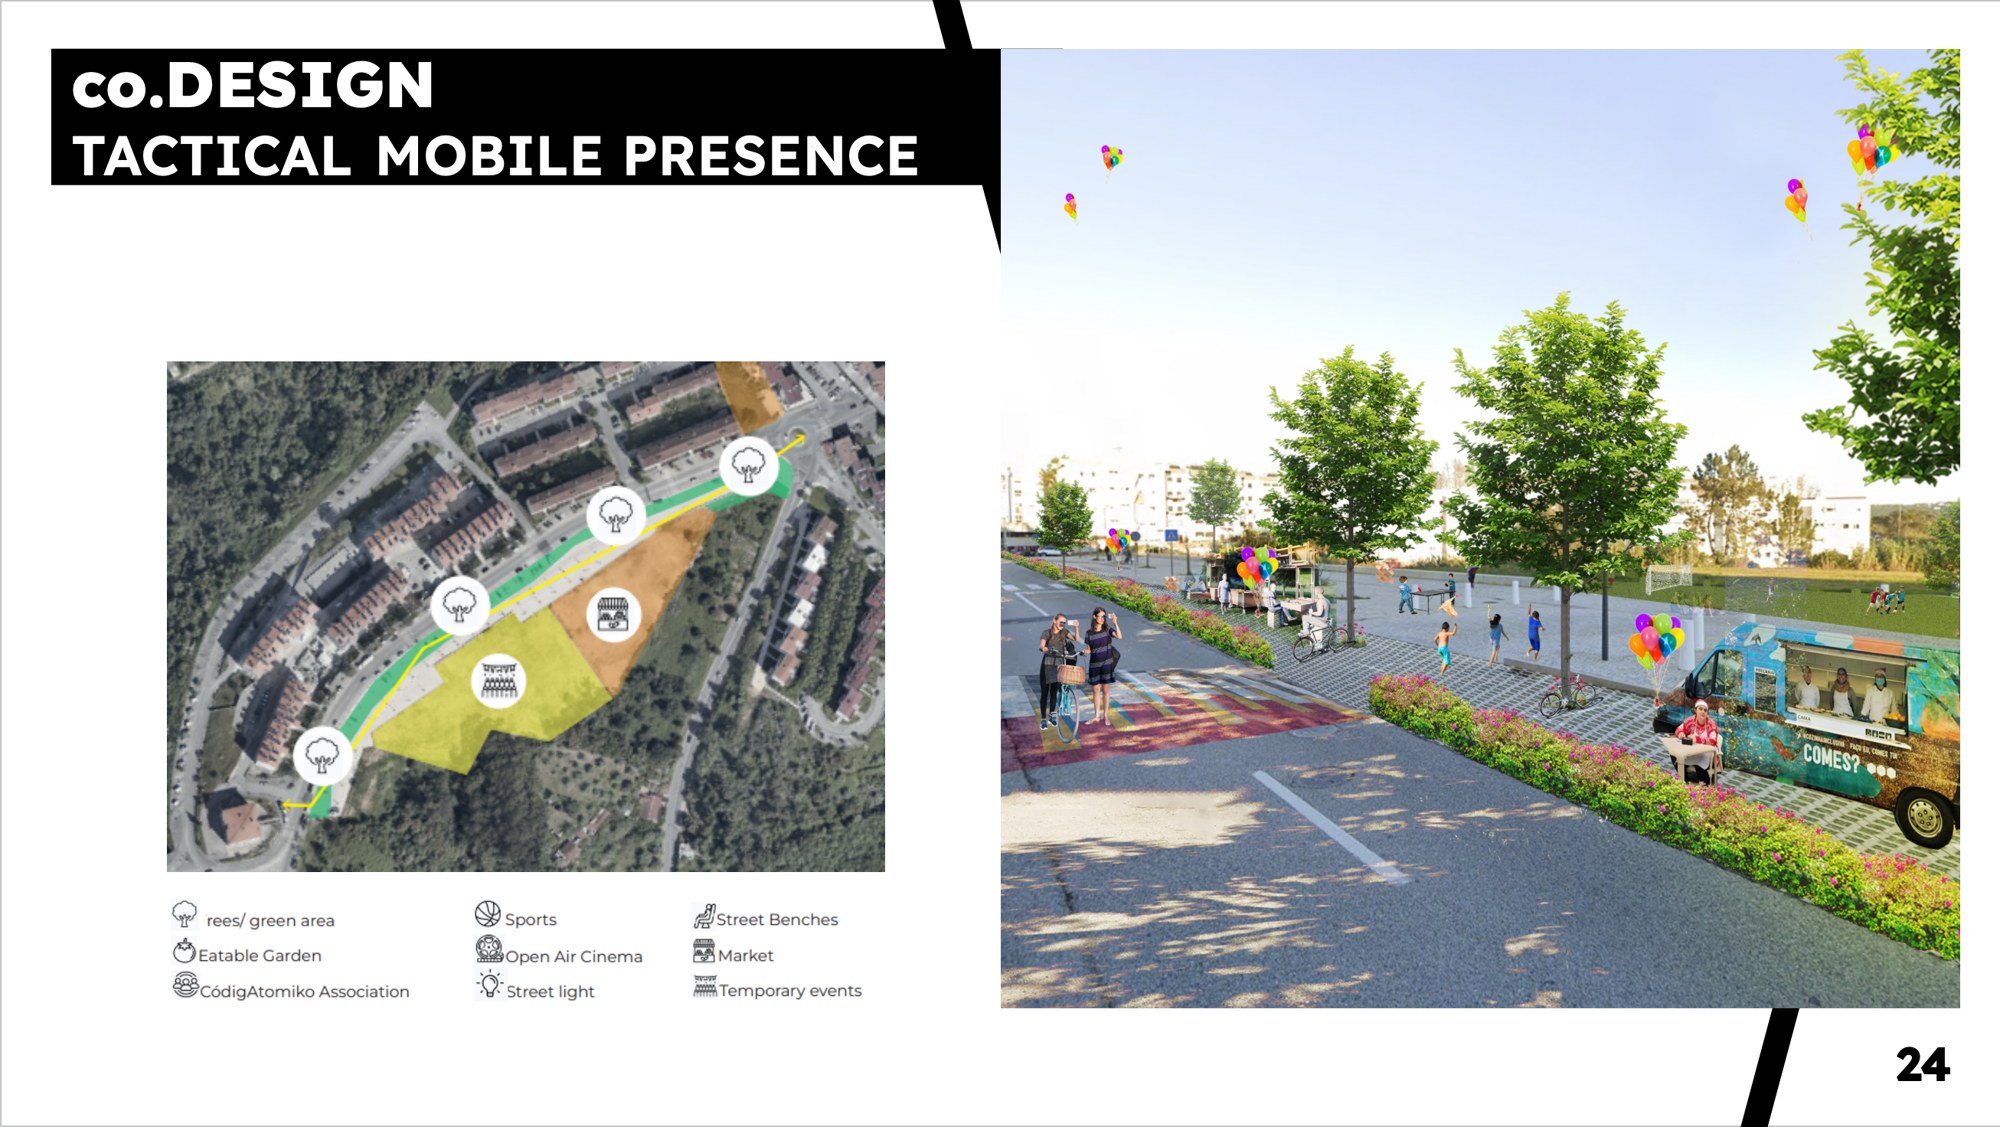 co.DESIGN
TACTICAL MOBILE PRESENCE
rees/ green area
Eatable Garden
CódigAtomiko Association
Sports
Open Air Cinema
Street light
Street Benches
Market
Temporary events
COMES?
24